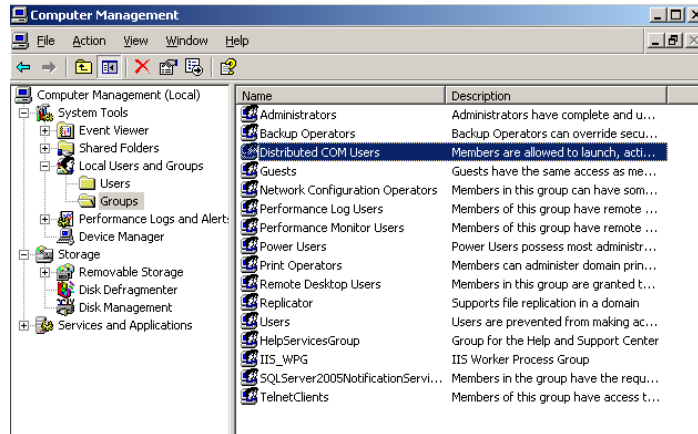 Computer Management
File Action View Window Help
Computer Management (Local)
System Tools
Event Viewer
Shared Folders
Local Users and Groups
Users
Groups
Performance Logs and Alert:
Device Manager
Storage
Removable Storage
Disk Defragmenter
Disk Management
Services and Applications
Name Description
Administrators Administrators have complete and u...
Backup Operators Backup Operators can override secu...
Distributed COM Users Members are allowed to launch, acti...
Guests Guests have the same access as me...
Network Configuration Operators Members in this group can have som...
Performance Log Users Members of this group have remote ...
Performance Monitor Users Members of this group have remote ...
Power Users Power Users possess most administr...
Print Operators Members can administer domain prin...
Remote Desktop Users Members in this group are granted t...
Replicator Supports file replication in a domain
Users Users are prevented from making ac...
HelpServicesGroup Group for the Help and Support Center
IIS_WPG IIS Worker Process Group
SQLServer2005NotificationServi... Members in the group have the requ...
TelnetClients Members of this group have access t...